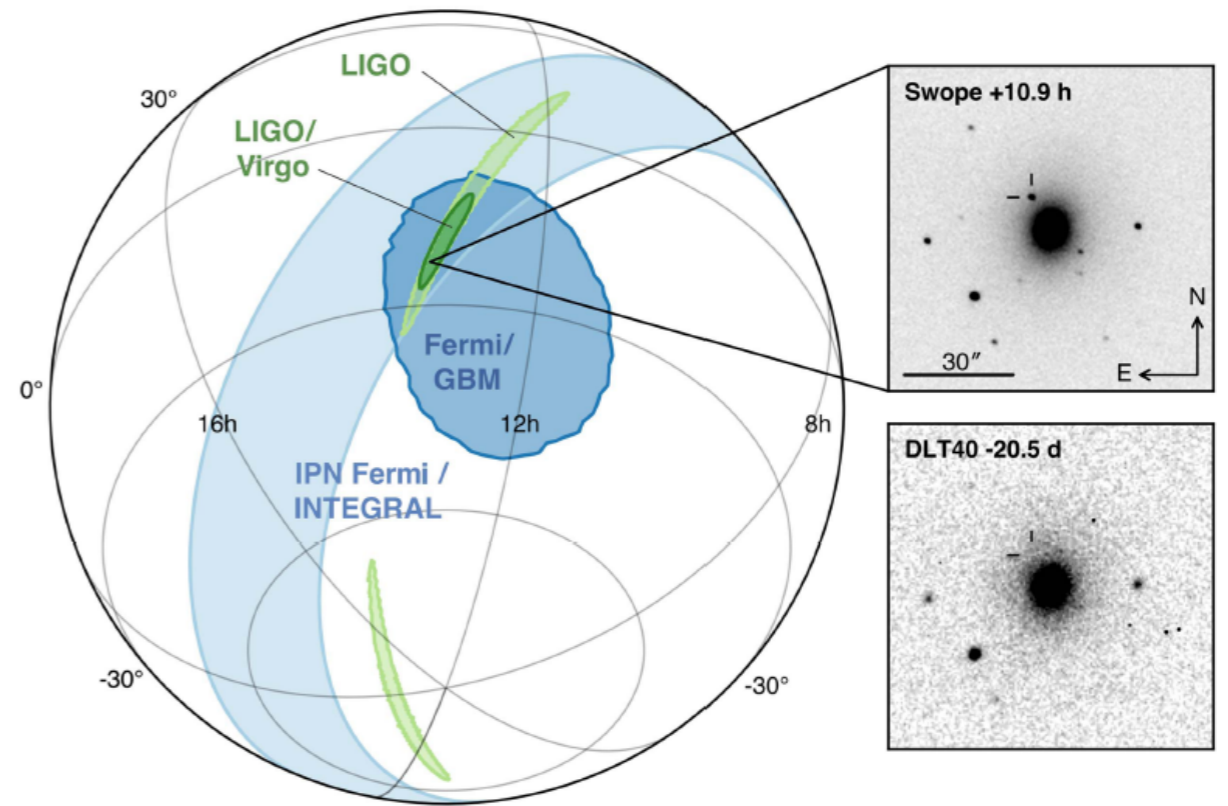 LIGO
30°
LIGO/
Virgo
Fermi/
GBM
0°
16h
12h
8h
IPN Fermi /
INTEGRAL
-30°
-30°
Swope +10.9 h
N
30″
E
DLT40 -20.5 d